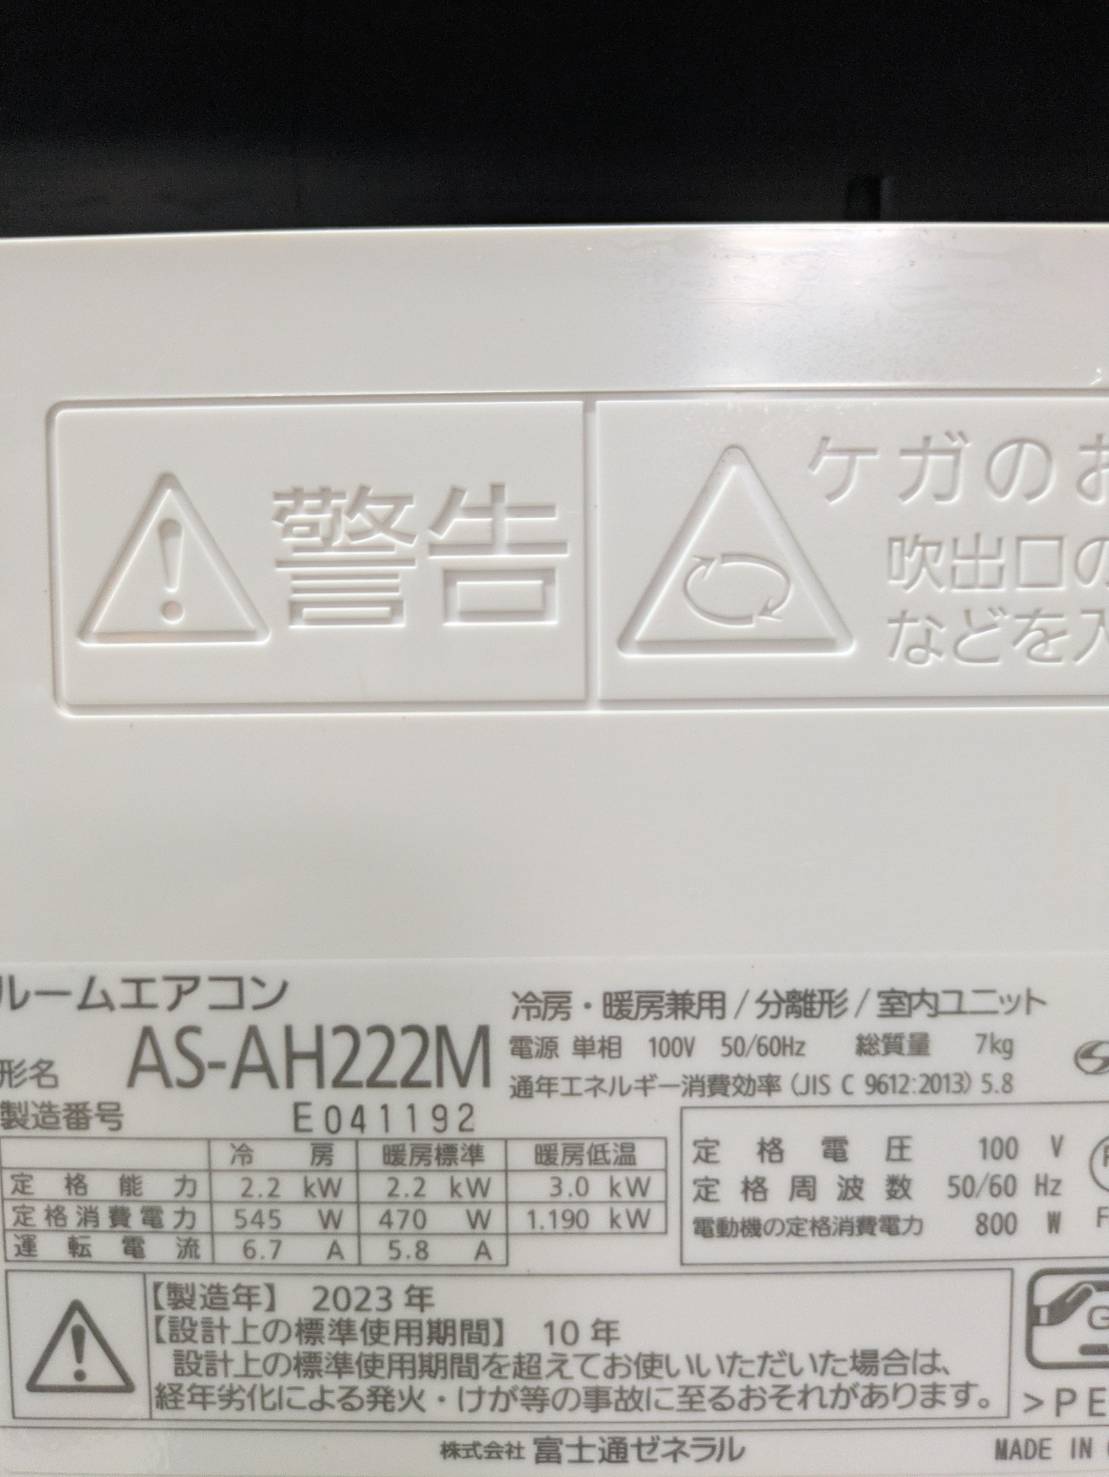 警告
ケガのお
吹出口の
などを入
ルームエアコン
形名 AS-AH222M
製造番号 E041192
冷房・暖房兼用/分離形/室内ユニット
電源 単相 100V 50/60Hz 総質量 7kg
通年エネルギー消費効率(JIS C 9612:2013) 5.8
冷房 暖房標準 暖房低温
定格能力 2.2 kW 2.2 kW 3.0 kW
定格消費電力 545 W 470 W 1.190 kW
運転電流 6.7 A 5.8 A
定格電圧 100 V
定格周波数 50/60 Hz
電動機の定格消費電力 800 W
【製造年】 2023年
【設計上の標準使用期間】 10年
設計上の標準使用期間を超えてお使いいただいた場合は、
経年劣化による発火・けが等の事故に至るおそれがあります。
>PE
株式会社 富士通ゼネラル
MADE IN